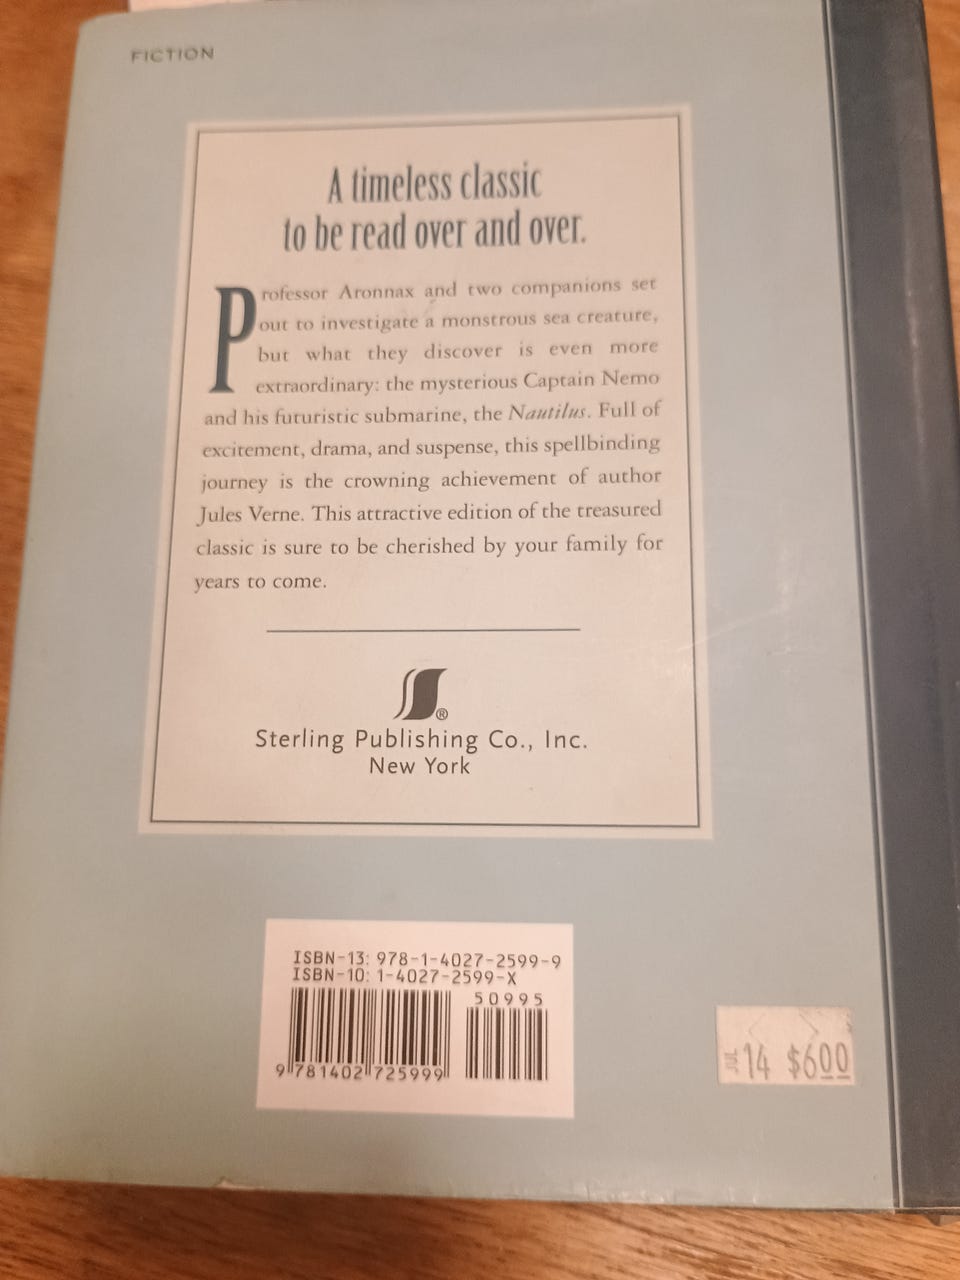 FICTION
A timeless classic
to be read over and over.
Professor Aronnax and two companions set
out to investigate a monstrous sea creature,
but what they discover is even more
extraordinary: the mysterious Captain Nemo
and his futuristic submarine, the Nautilus. Full of
excitement, drama, and suspense, this spellbinding
journey is the crowning achievement of author
Jules Verne. This attractive edition of the treasured
classic is sure to be cherished by your family for
years to come.
®
Sterling Publishing Co., Inc.
New York
ISBN-13: 978-1-4027-2599-9
ISBN-10: 1-4027-2599-X
50995
9 781402 725999
JUL 14 $600